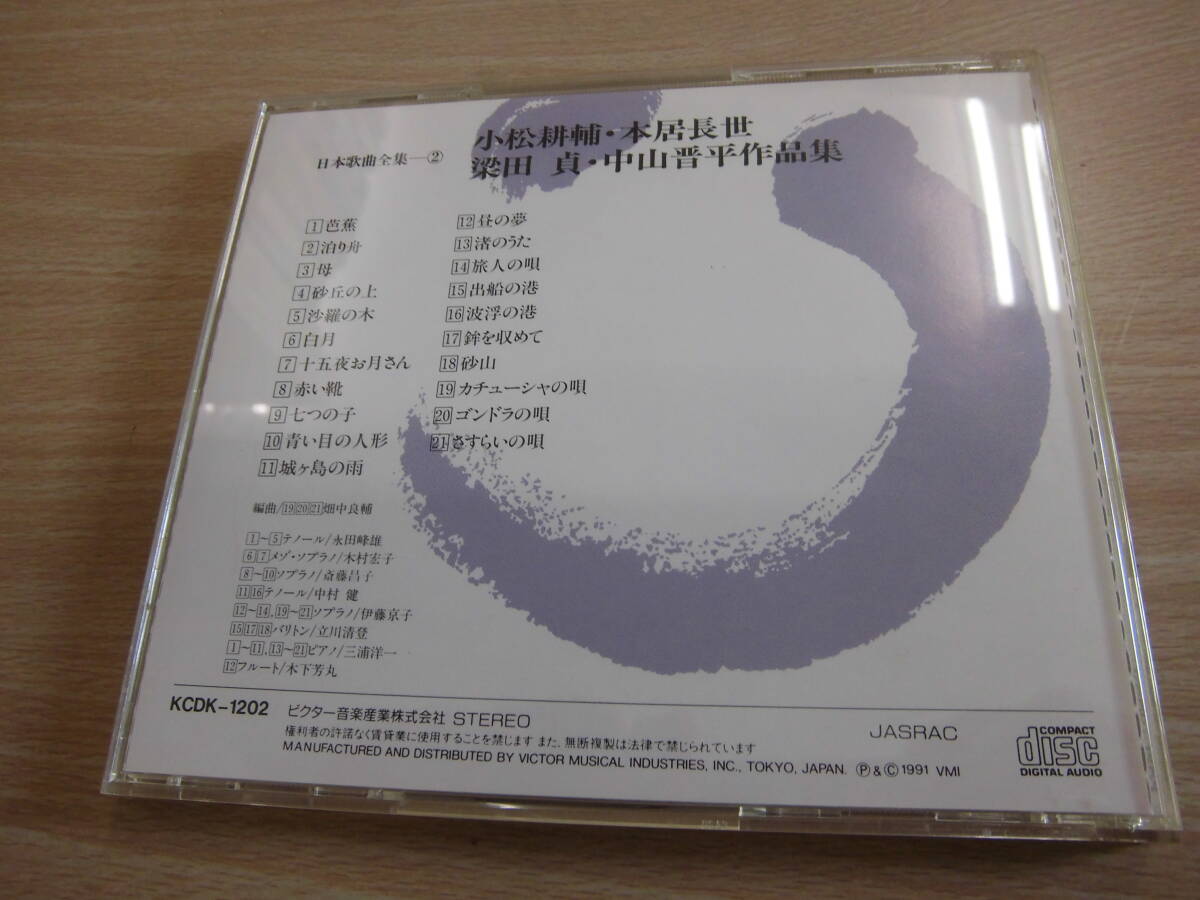 日本歌曲全集―②
小松耕輔・本居長世
梁田 貞・中山晋平作品集
1 芭蕉
2 泊り舟
3 母
4 砂丘の上
5 沙羅の木
6 白月
7 十五夜お月さん
8 赤い靴
9 七つの子
10 青い目の人形
11 城ヶ島の雨
12 昼の夢
13 渚のうた
14 旅人の唄
15 出船の港
16 波浮の港
17 鉾を収めて
18 砂山
19 カチューシャの唄
20 ゴンドラの唄
21 さすらいの唄
編曲/19 20 21 畑中良輔
1〜5 テノール/永田峰雄
6 7 メゾ・ソプラノ/木村宏子
8〜10 ソプラノ/斎藤昌子
11 16 テノール/中村 健
12〜14, 19〜21 ソプラノ/伊藤京子
15 17 18 バリトン/立川清登
1〜11, 13〜21 ピアノ/三浦洋一
12 フルート/木下芳丸
KCDK-1202 ビクター音楽産業株式会社 STEREO
権利者の許諾なく賃貸業に使用することを禁じます また、無断複製は法律で禁じられています
MANUFACTURED AND DISTRIBUTED BY VICTOR MUSICAL INDUSTRIES, INC., TOKYO, JAPAN. Ⓟ & Ⓒ 1991 VMI
JASRAC
COMPACT
disc
DIGITAL AUDIO